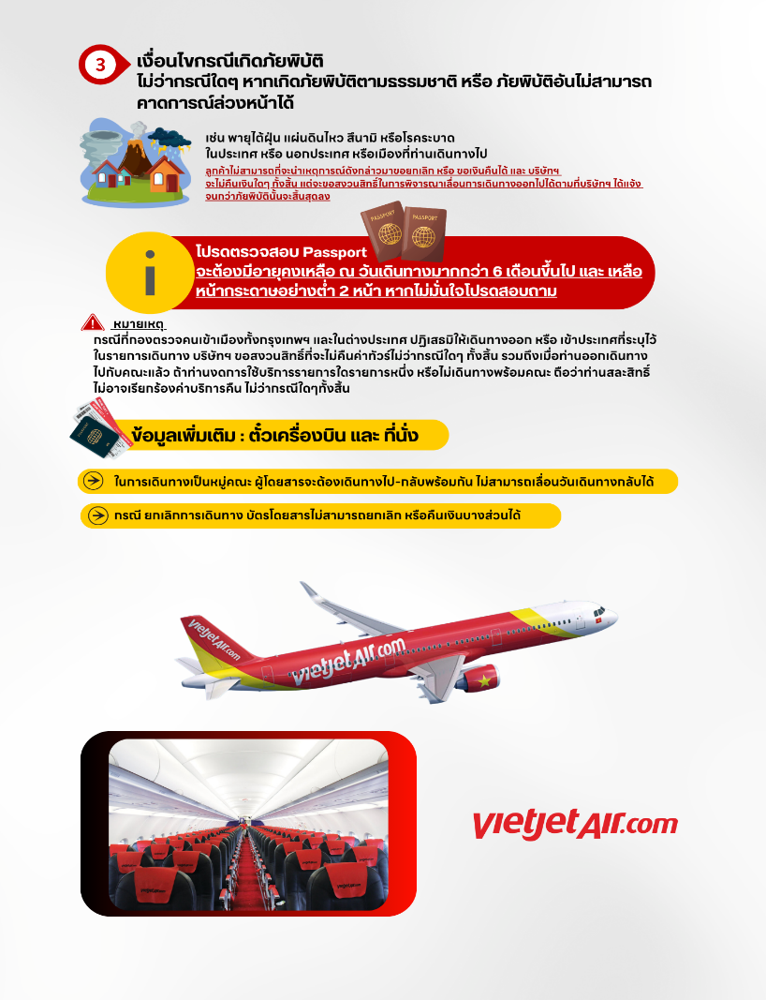 3
เงื่อนไขกรณีเกิดภัยพิบัติ
ไม่ว่ากรณีใดๆ หากเกิดภัยพิบัติตามธรรมชาติ หรือ ภัยพิบัติอันไม่สามารถ
คาดการณ์ล่วงหน้าได้
เช่น พายุไต้ฝุ่น แผ่นดินไหว สึนามิ หรือโรคระบาด
ในประเทศ หรือ นอกประเทศ หรือเมืองที่ท่านเดินทางไป
ลูกค้าไม่สามารถที่จะนำเหตุการณ์ดังกล่าวมาขอยกเลิก หรือ ขอเงินคืนได้ และ บริษัทฯ
จะไม่คืนเงินใดๆ ทั้งสิ้น แต่จะขอสงวนสิทธิ์ในการพิจารณาเลื่อนการเดินทางออกไปได้ตามที่บริษัทฯ ได้แจ้ง
จนกว่าภัยพิบัตินั้นจะสิ้นสุดลง
PASSPORT
PASSPORT
i
โปรดตรวจสอบ Passport
จะต้องมีอายุคงเหลือ ณ วันเดินทางมากกว่า 6 เดือนขึ้นไป และ เหลือ
หน้ากระดาษอย่างต่ำ 2 หน้า หากไม่มั่นใจโปรดสอบถาม
หมายเหตุ
กรณีที่กองตรวจคนเข้าเมืองทั้งกรุงเทพฯ และในต่างประเทศ ปฏิเสธมิให้เดินทางออก หรือ เข้าประเทศที่ระบุไว้
ในรายการเดินทาง บริษัทฯ ขอสงวนสิทธิ์ที่จะไม่คืนค่าทัวร์ไม่ว่ากรณีใดๆ ทั้งสิ้น รวมถึงเมื่อท่านออกเดินทาง
ไปกับคณะแล้ว ถ้าท่านงดการใช้บริการรายการใดรายการหนึ่ง หรือไม่เดินทางพร้อมคณะ ถือว่าท่านสละสิทธิ์
ไม่อาจเรียกร้องค่าบริการคืน ไม่ว่ากรณีใดๆทั้งสิ้น
ข้อมูลเพิ่มเติม : ตั๋วเครื่องบิน และ ที่นั่ง
ในการเดินทางเป็นหมู่คณะ ผู้โดยสารจะต้องเดินทางไป-กลับพร้อมกัน ไม่สามารถเลื่อนวันเดินทางกลับได้
กรณี ยกเลิกการเดินทาง บัตรโดยสารไม่สามารถยกเลิก หรือคืนเงินบางส่วนได้
vietjet Air.com
vietjet Air.com
vietjet Air.com